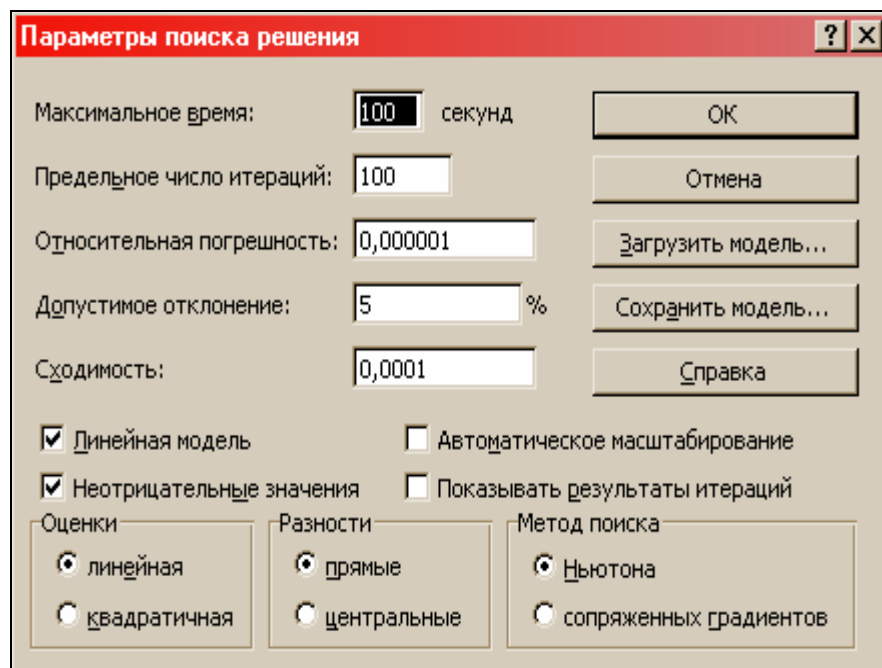 Параметры поиска решения
Максимальное время: 100 секунд
OK
Предельное число итераций: 100
Отмена
Относительная погрешность: 0,000001
Загрузить модель...
Допустимое отклонение: 5 %
Сохранить модель...
Сходимость: 0,0001
Справка
Линейная модель
Автоматическое масштабирование
Неотрицательные значения
Показывать результаты итераций
Оценки
Разности
Метод поиска
линейная
прямые
Ньютона
квадратичная
центральные
сопряженных градиентов